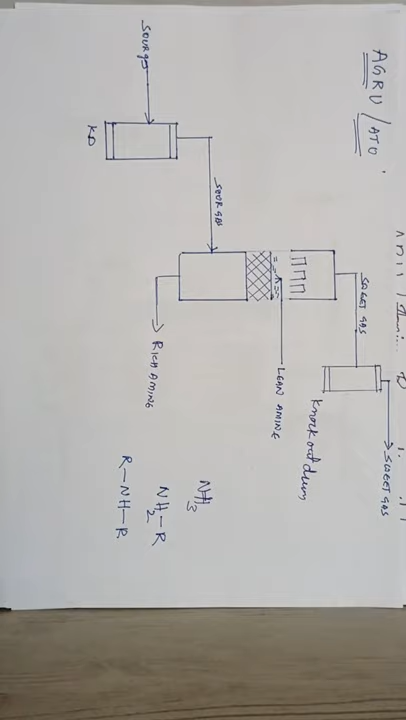 AGRU / ATU
SWEET GAS
SWEET GAS
Knock out drum
LEAN AMINE
SOUR GAS
SOUR GAS
KD
RICH AMINE
NH3
NH2-R
R-NH-R